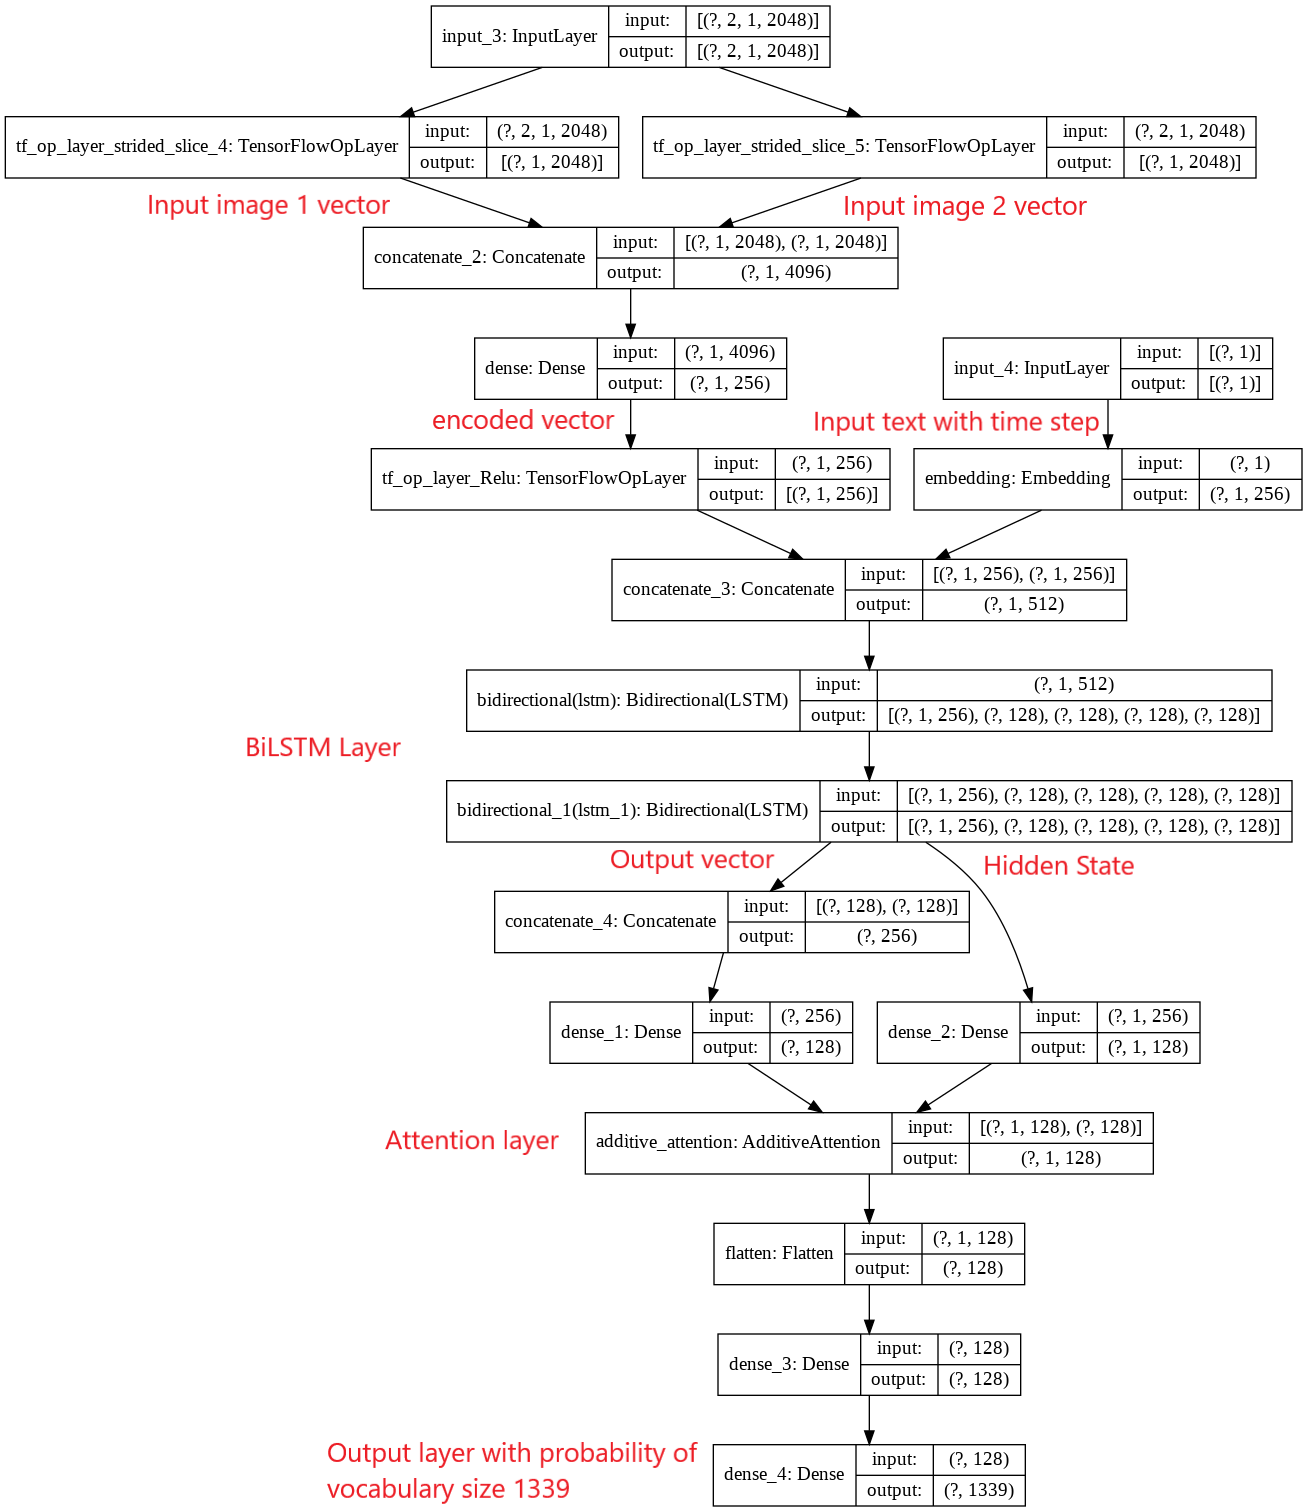 input_3: InputLayer
input: [(?, 2, 1, 2048)]
output: [(?, 2, 1, 2048)]
tf_op_layer_strided_slice_4: TensorFlowOpLayer
input: (?, 2, 1, 2048)
output: [(?, 1, 2048)]
tf_op_layer_strided_slice_5: TensorFlowOpLayer
input: (?, 2, 1, 2048)
output: [(?, 1, 2048)]
Input image 1 vector
Input image 2 vector
concatenate_2: Concatenate
input: [(?, 1, 2048), (?, 1, 2048)]
output: (?, 1, 4096)
dense: Dense
input: (?, 1, 4096)
output: (?, 1, 256)
input_4: InputLayer
input: [(?, 1)]
output: [(?, 1)]
encoded vector
Input text with time step
tf_op_layer_Relu: TensorFlowOpLayer
input: (?, 1, 256)
output: [(?, 1, 256)]
embedding: Embedding
input: (?, 1)
output: (?, 1, 256)
concatenate_3: Concatenate
input: [(?, 1, 256), (?, 1, 256)]
output: (?, 1, 512)
bidirectional(lstm): Bidirectional(LSTM)
input: (?, 1, 512)
output: [(?, 1, 256), (?, 128), (?, 128), (?, 128), (?, 128)]
BiLSTM Layer
bidirectional_1(lstm_1): Bidirectional(LSTM)
input: [(?, 1, 256), (?, 128), (?, 128), (?, 128), (?, 128)]
output: [(?, 1, 256), (?, 128), (?, 128), (?, 128), (?, 128)]
Output vector
Hidden State
concatenate_4: Concatenate
input: [(?, 128), (?, 128)]
output: (?, 256)
dense_1: Dense
input: (?, 256)
output: (?, 128)
dense_2: Dense
input: (?, 1, 256)
output: (?, 1, 128)
Attention layer
additive_attention: AdditiveAttention
input: [(?, 1, 128), (?, 128)]
output: (?, 1, 128)
flatten: Flatten
input: (?, 1, 128)
output: (?, 128)
dense_3: Dense
input: (?, 128)
output: (?, 128)
Output layer with probability of
vocabulary size 1339
dense_4: Dense
input: (?, 128)
output: (?, 1339)